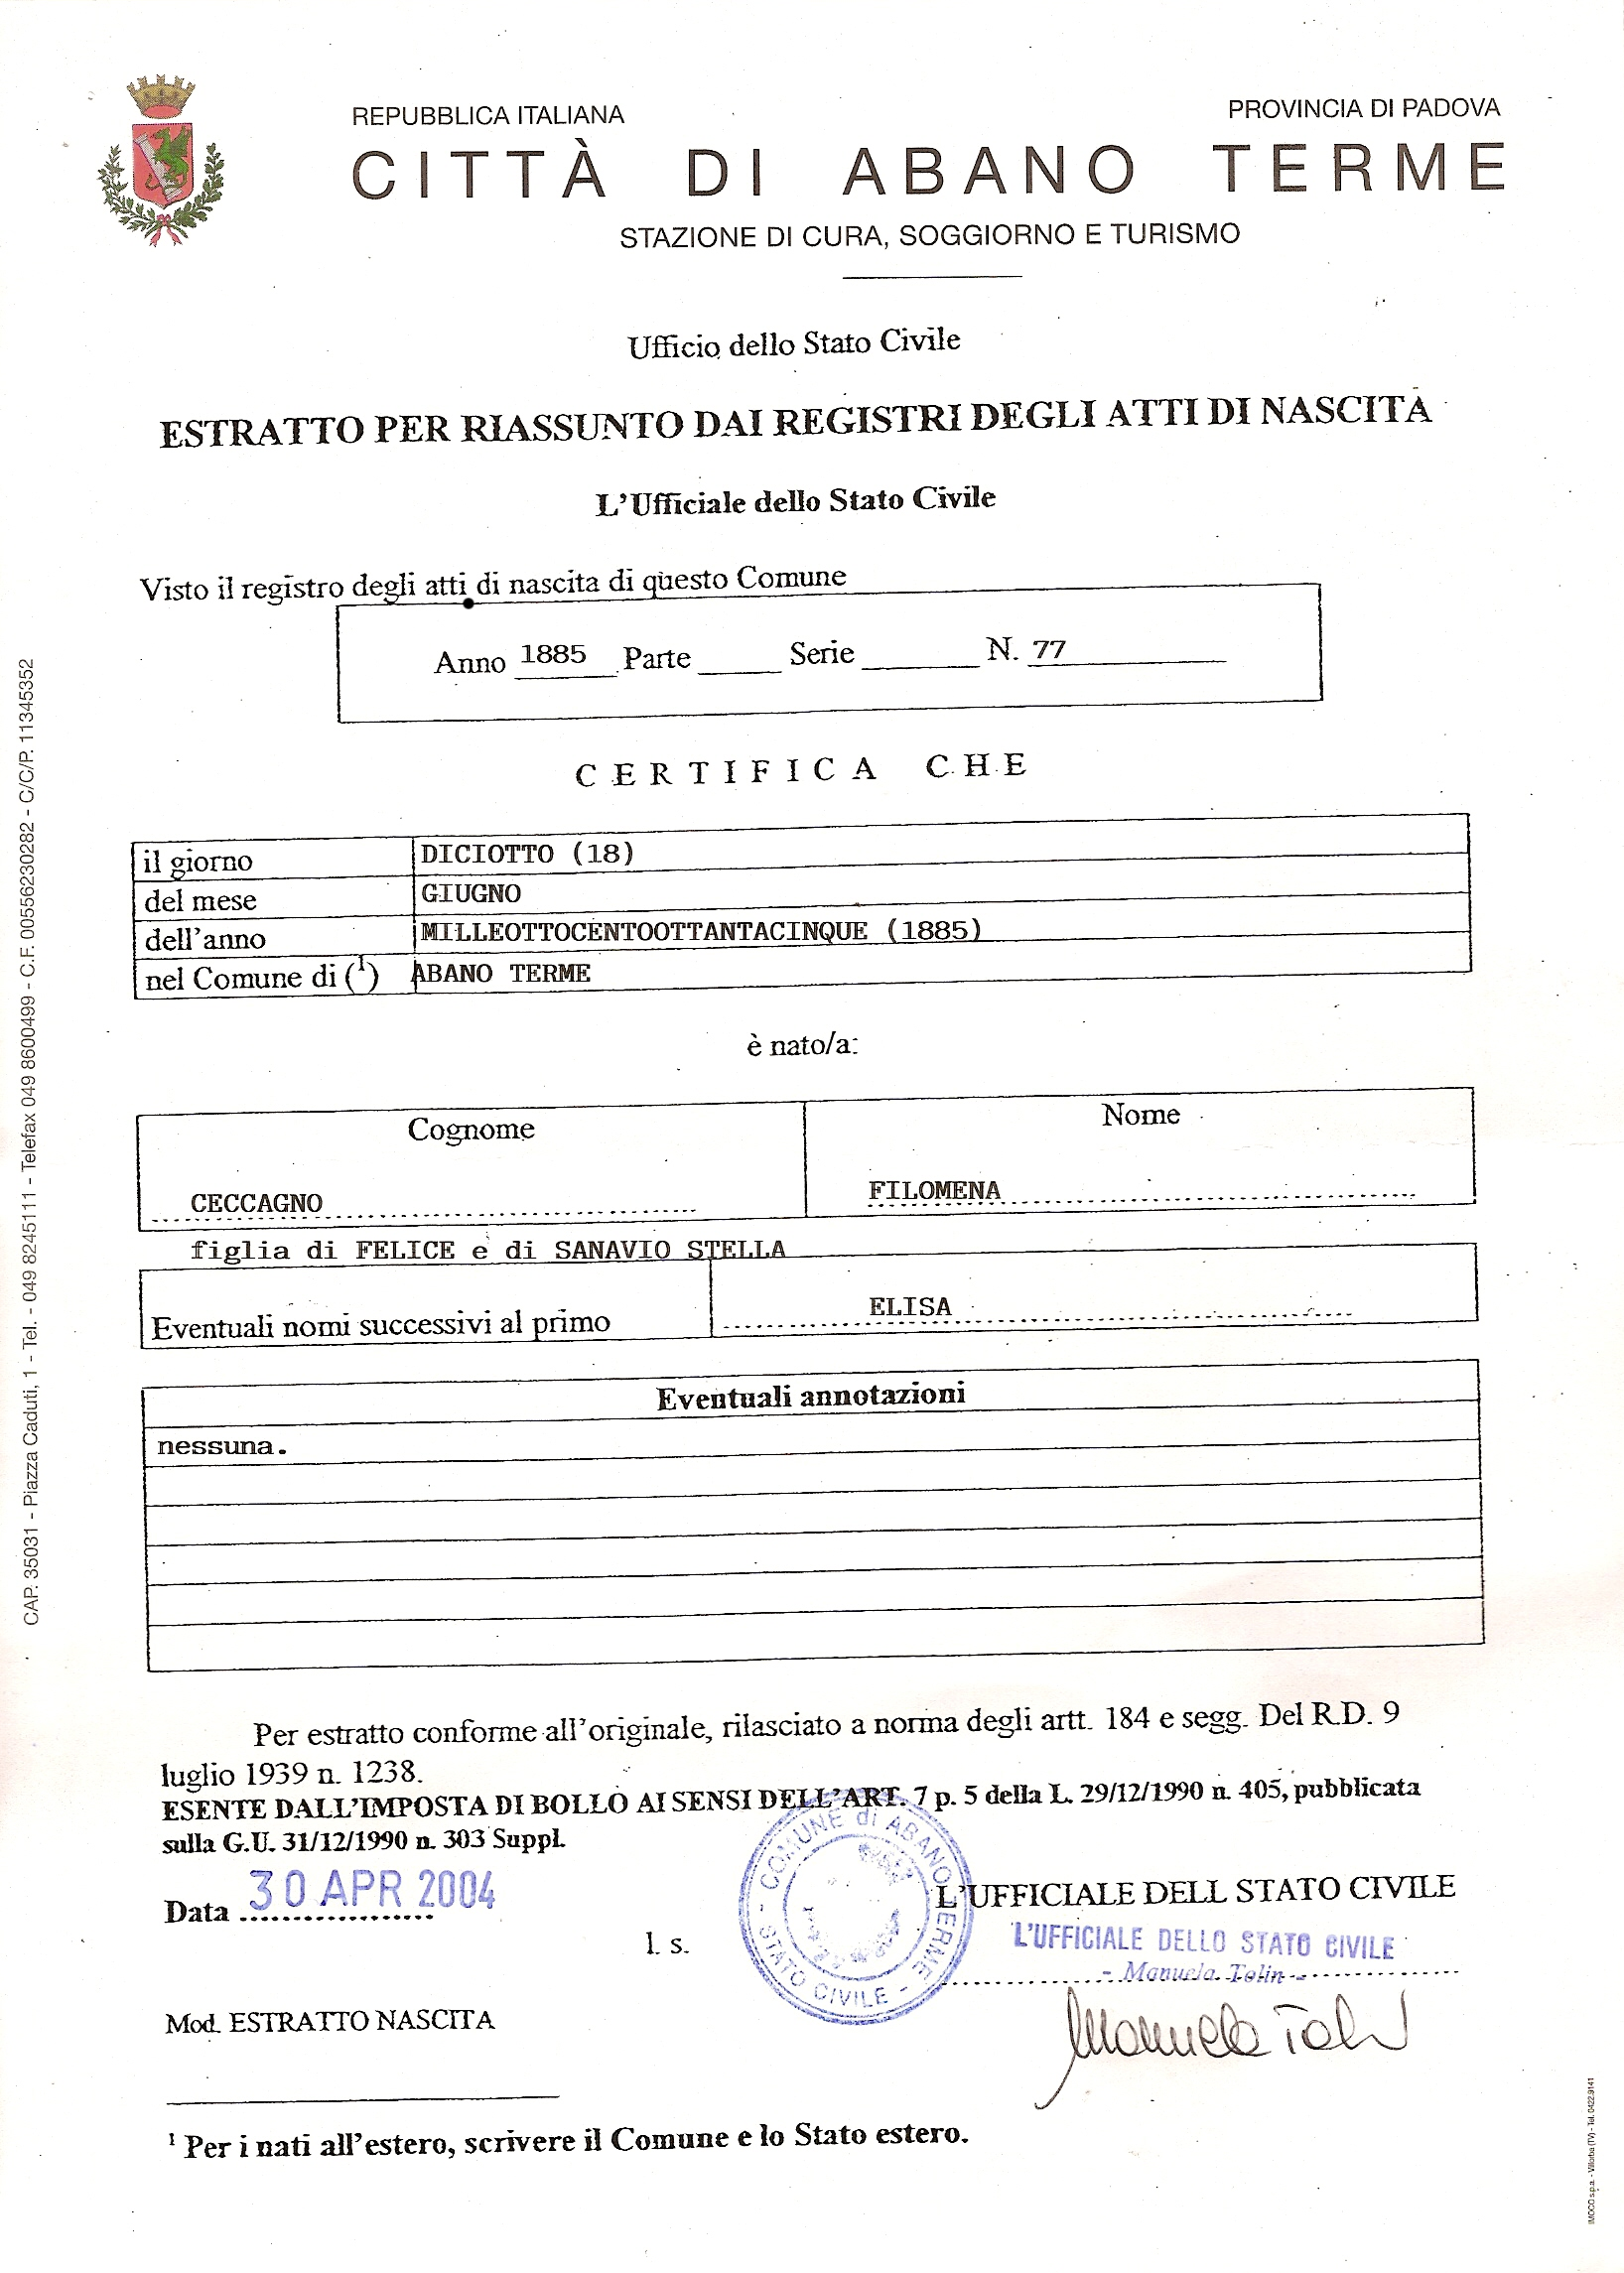 REPUBBLICA ITALIANA
PROVINCIA DI PADOVA
CITTÀ DI ABANO TERME
STAZIONE DI CURA, SOGGIORNO E TURISMO
Ufficio dello Stato Civile
ESTRATTO PER RIASSUNTO DAI REGISTRI DEGLI ATTI DI NASCITA
L'Ufficiale dello Stato Civile
Visto il registro degli atti di nascita di questo Comune
Anno 1885 Parte _____ Serie _______ N. 77
CERTIFICA CHE
il giorno DICIOTTO (18)
del mese GIUGNO
dell'anno MILLEOTTOCENTOOTTANTACINQUE (1885)
nel Comune di (1) ABANO TERME
è nato/a:
Cognome Nome
CECCAGNO FILOMENA
figlia di FELICE e di SANAVIO STELLA
Eventuali nomi successivi al primo ELISA
Eventuali annotazioni
nessuna.
Per estratto conforme all'originale, rilasciato a norma degli artt. 184 e segg. Del R.D. 9
luglio 1939 n. 1238.
ESENTE DALL'IMPOSTA DI BOLLO AI SENSI DELL'ART. 7 p. 5 della L. 29/12/1990 n. 405, pubblicata
sulla G.U. 31/12/1990 n. 303 Suppl.
Data 30 APR 2004
l. s.
COMUNE di ABANO TERME - STATO CIVILE -
L'UFFICIALE DELL STATO CIVILE
L'UFFICIALE DELLO STATO CIVILE
- Manuela Tolin -
Manuela Tolin
Mod. ESTRATTO NASCITA
1 Per i nati all'estero, scrivere il Comune e lo Stato estero.
CAP. 35031 - Piazza Caduti, 1 - Tel. - 049 8245111 - Telefax 049 8600499 - C.F. 00556230282 - C/C/P. 11345352
IMOCO s.p.a. - Villorba (TV) - Tel. 0422.9141